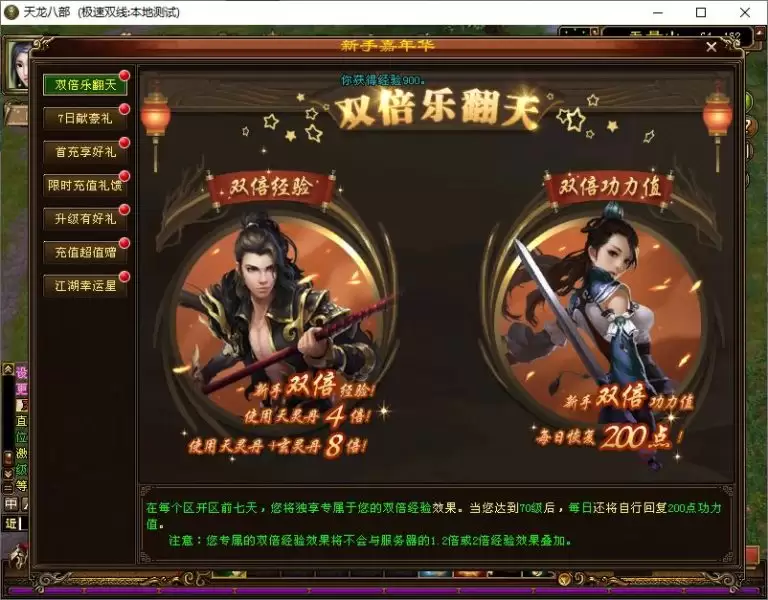 天龙八部 (极速双线:本地测试)
新手嘉年华
你获得经验900。
双倍乐翻天
双倍乐翻天
7日献豪礼
首充享好礼
限时充值礼馈
升级有好礼
充值超值赠
江湖幸运星
双倍经验
双倍功力值
新手双倍经验!
使用天灵丹4倍!
使用天灵丹+玄灵丹8倍!
新手双倍功力值
每日恢复200点!
在每个区开区前七天，您将独享专属于您的双倍经验效果。当您达到70级后，每日还将自行回复200点功力
值。
注意：您专属的双倍经验效果将不会与服务器的1.2倍或2倍经验效果叠加。
设
更
直
位
激
级
等
甲
近